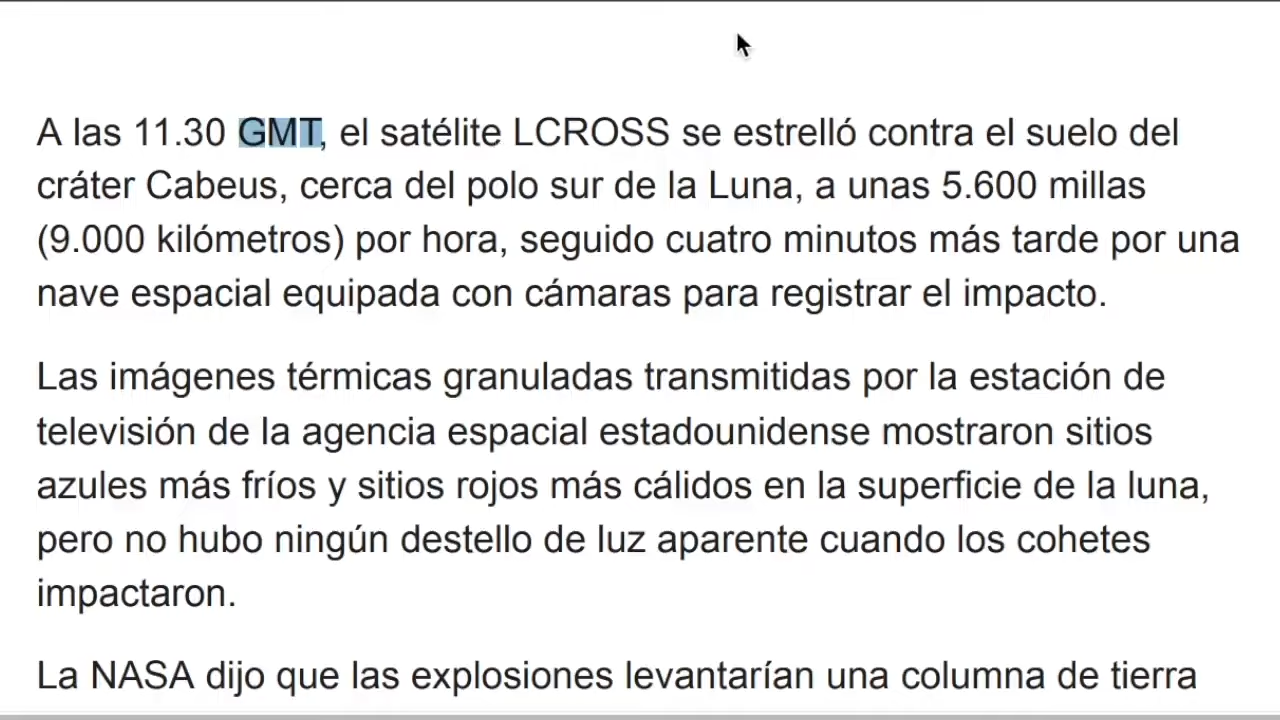 A las 11.30 GMT, el satélite LCROSS se estrelló contra el suelo del
cráter Cabeus, cerca del polo sur de la Luna, a unas 5.600 millas
(9.000 kilómetros) por hora, seguido cuatro minutos más tarde por una
nave espacial equipada con cámaras para registrar el impacto.
Las imágenes térmicas granuladas transmitidas por la estación de
televisión de la agencia espacial estadounidense mostraron sitios
azules más fríos y sitios rojos más cálidos en la superficie de la luna,
pero no hubo ningún destello de luz aparente cuando los cohetes
impactaron.
La NASA dijo que las explosiones levantarían una columna de tierra